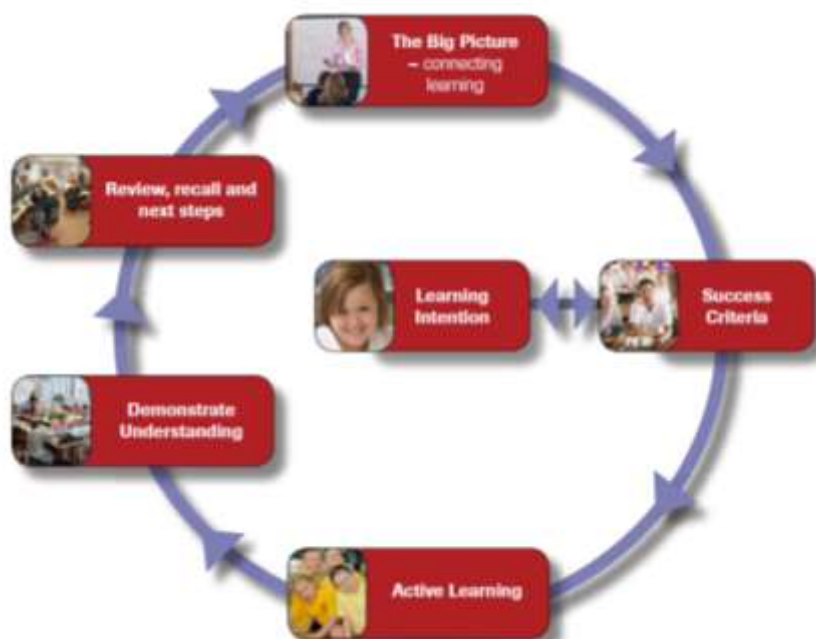 The Big Picture
– connecting
learning
Review, recall and
next steps
Learning
Intention
Success
Criteria
Demonstrate
Understanding
Active Learning